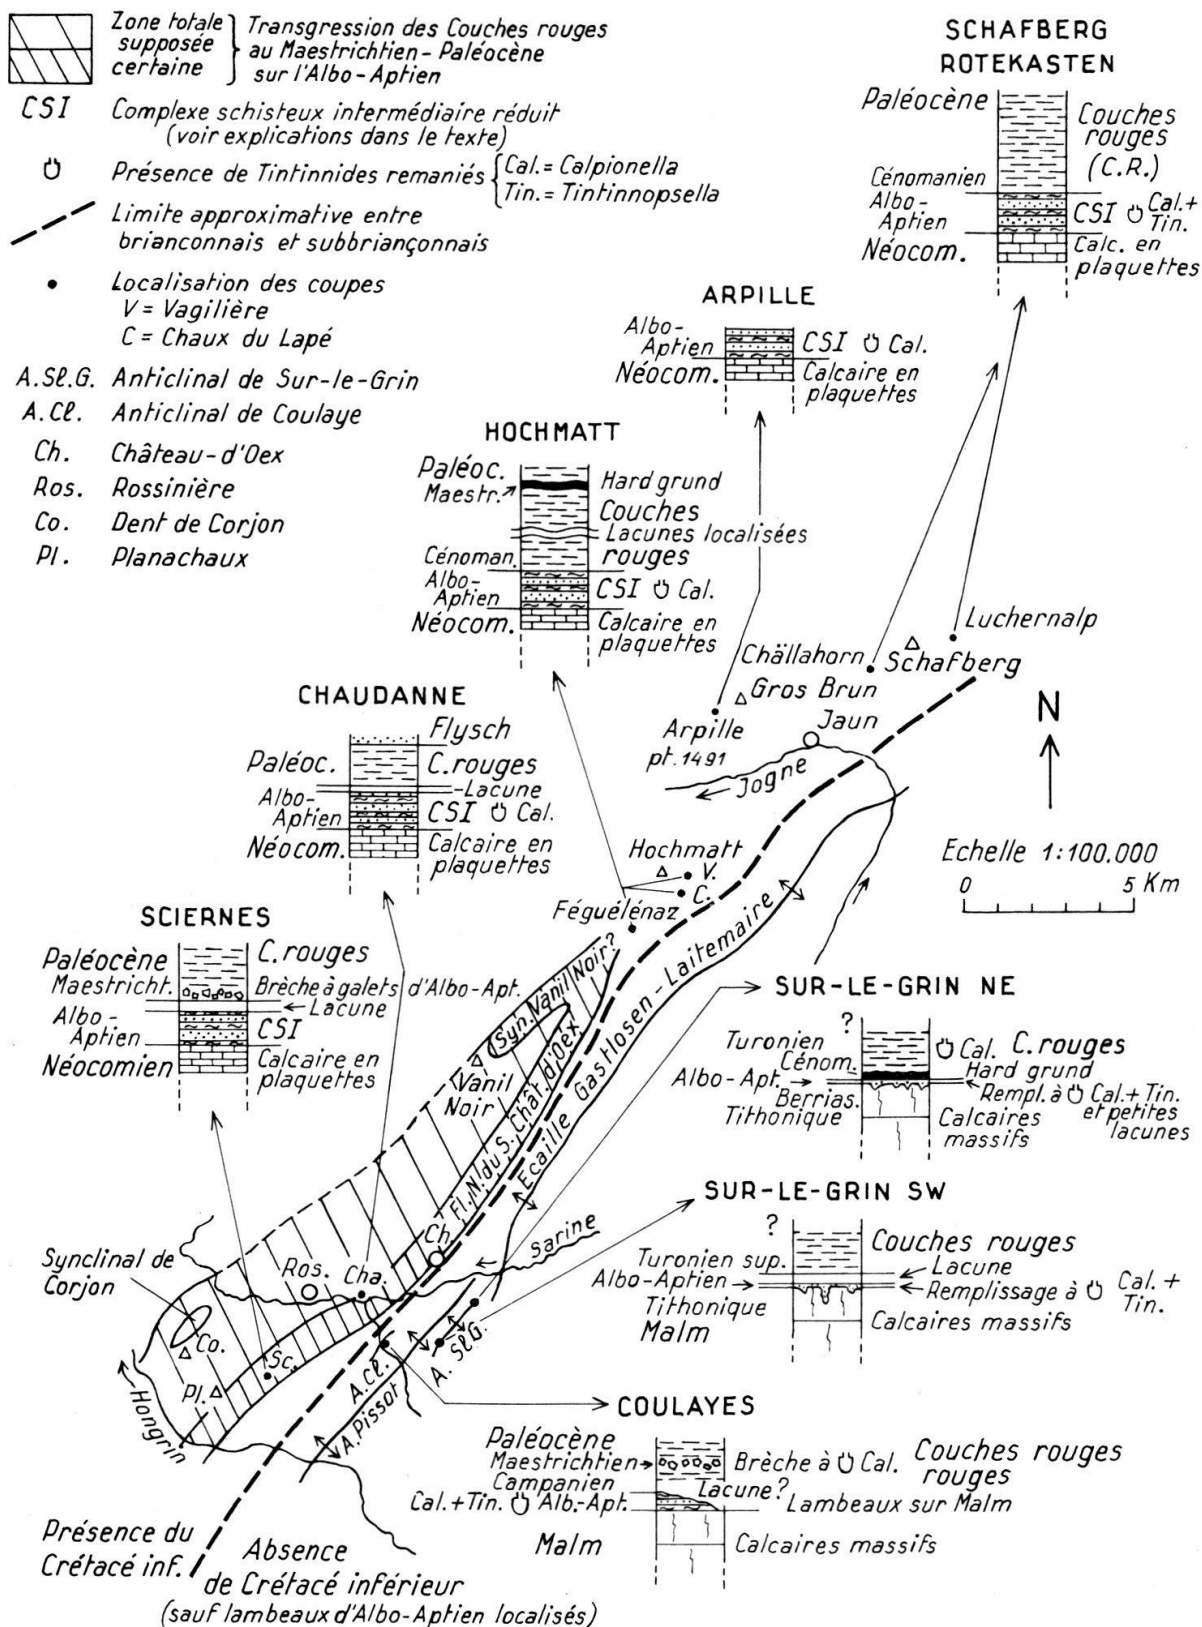 Zone totale
supposée
certaine
Transgression des Couches rouges
au Maestrichtien-Paléocène
sur l'Albo-Aptien
CSI Complexe schisteux intermédiaire réduit
(voir explications dans le texte)
Présence de Tintinnides remaniés
Cal. = Calpionella
Tin. = Tintinnopsella
Limite approximative entre
brianconnais et subbriançonnais
Localisation des coupes
V = Vagilière
C = Chaux du Lapé
A.Sl.G. Anticlinal de Sur-le-Grin
A.Cl. Anticlinal de Coulaye
Ch. Château-d'Oex
Ros. Rossinière
Co. Dent de Corjon
Pl. Planachaux
SCHAFBERG
ROTEKASTEN
Paléocène
Couches
rouges
(C.R.)
Cénomanien
Albo-
Aptien
CSI Cal.+
Tin.
Néocom.
Calc. en
plaquettes
ARPILLE
Albo-
Aptien
CSI Cal.
Néocom.
Calcaire en
plaquettes
HOCHMATT
Paléoc.
Maestr.
Hard grund
Couches
Lacunes localisées
Cénoman.
rouges
Albo-
Aptien
CSI Cal.
Néocom.
Calcaire en
plaquettes
CHAUDANNE
Flysch
Paléoc.
C.rouges
Lacune
Albo-
Aptien
CSI Cal.
Néocom.
Calcaire en
plaquettes
SCIERNES
C.rouges
Paléocène
Maestricht.
Brèche à galets d'Albo-Apt.
Lacune
Albo-
Aptien
CSI
Néocomien
Calcaire en
plaquettes
Luchernalp
Chällahorn
Schafberg
Gros Brun
Jaun
Arpille
pt. 1491
Jogne
N
Echelle 1:100.000
0 5 Km
Hochmatt
V.
C.
Féguélénaz
Syn. Vanil Noir?
Vanil
Noir
Fl. N. du S. Chât. d'Oex
Ecaille Gastlosen-Laitemaire
Ch.
Sarine
Synclinal de
Corjon
Ros.
Cha.
Co.
Sc.
Pl.
Hongrin
A.Cl.
A. Sl G.
A.Pissot
SUR-LE-GRIN NE
?
Turonien
Cénom.
Cal. C.rouges
Hard grund
Albo-Apt.
Rempl. à Cal.+Tin.
et petites
lacunes
Berrias.
Tithonique
Calcaires
massifs
SUR-LE-GRIN SW
?
Couches rouges
Turonien sup.
Lacune
Albo-Aptien
Remplissage à Cal. +
Tin.
Tithonique
Malm
Calcaires massifs
COULAYES
Paléocène
Couches rouges
rouges
Maestrichtien
Brèche à Cal.
Campanien
Lacune?
Cal.+Tin. Alb.-Apt.
Lambeaux sur Malm
Malm
Calcaires massifs
Présence du
Crétacé inf.
Absence
de Crétacé inférieur
(sauf lambeaux d'Albo-Aptien localisés)